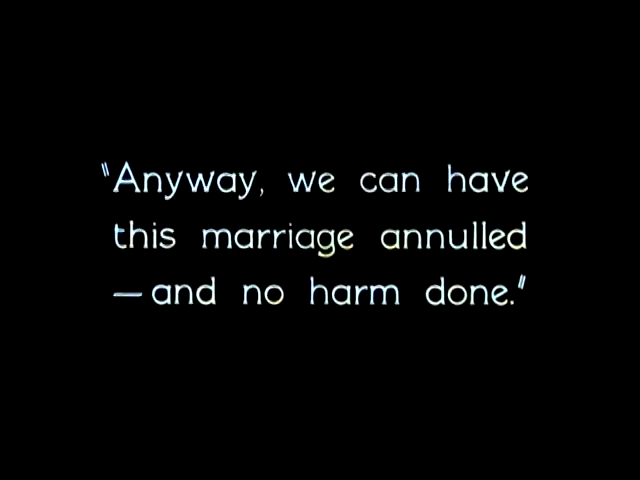 "Anyway, we can have
this marriage annulled
—and no harm done."